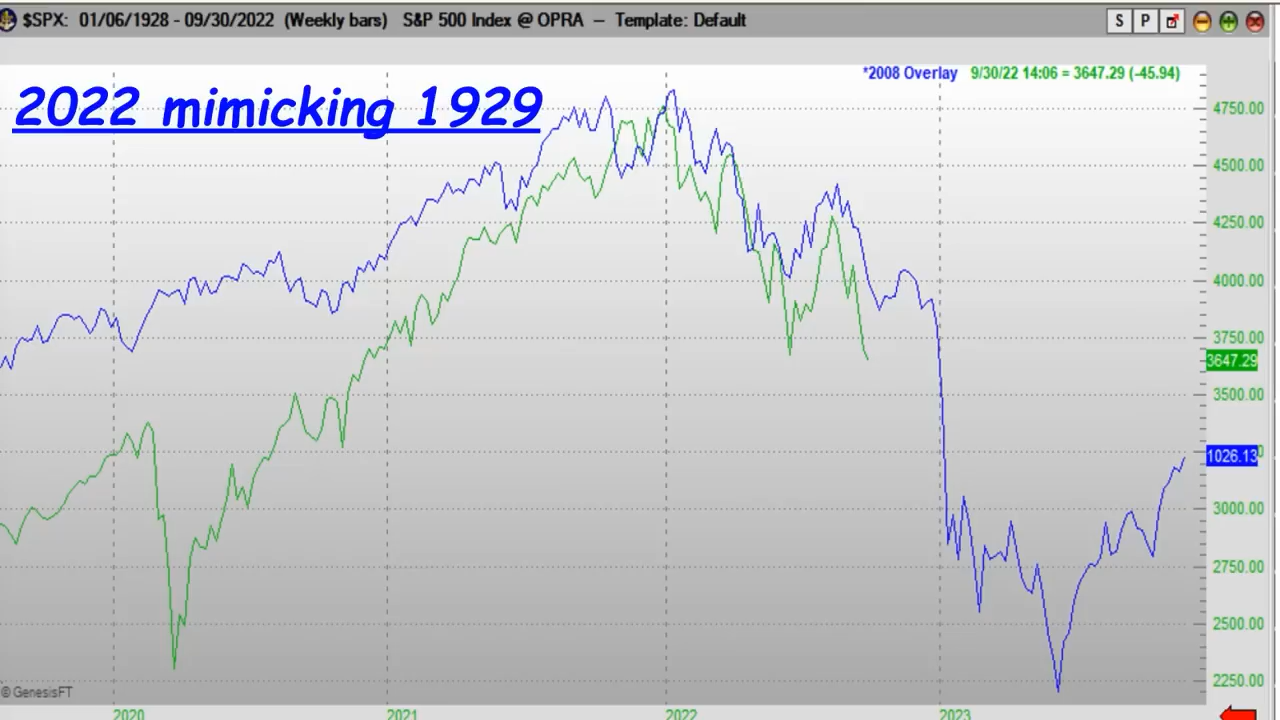 $SPX: 01/06/1928 - 09/30/2022 (Weekly bars) S&P 500 Index @ OPRA – Template: Default
S P
*2008 Overlay 9/30/22 14:06 = 3647.29 (-45.94)
2022 mimicking 1929
4750.00
4500.00
4250.00
4000.00
3750.00
3647.29
3500.00
1026.13
3000.00
2750.00
2500.00
2250.00
© GenesisFT
2020 2021 2022 2023